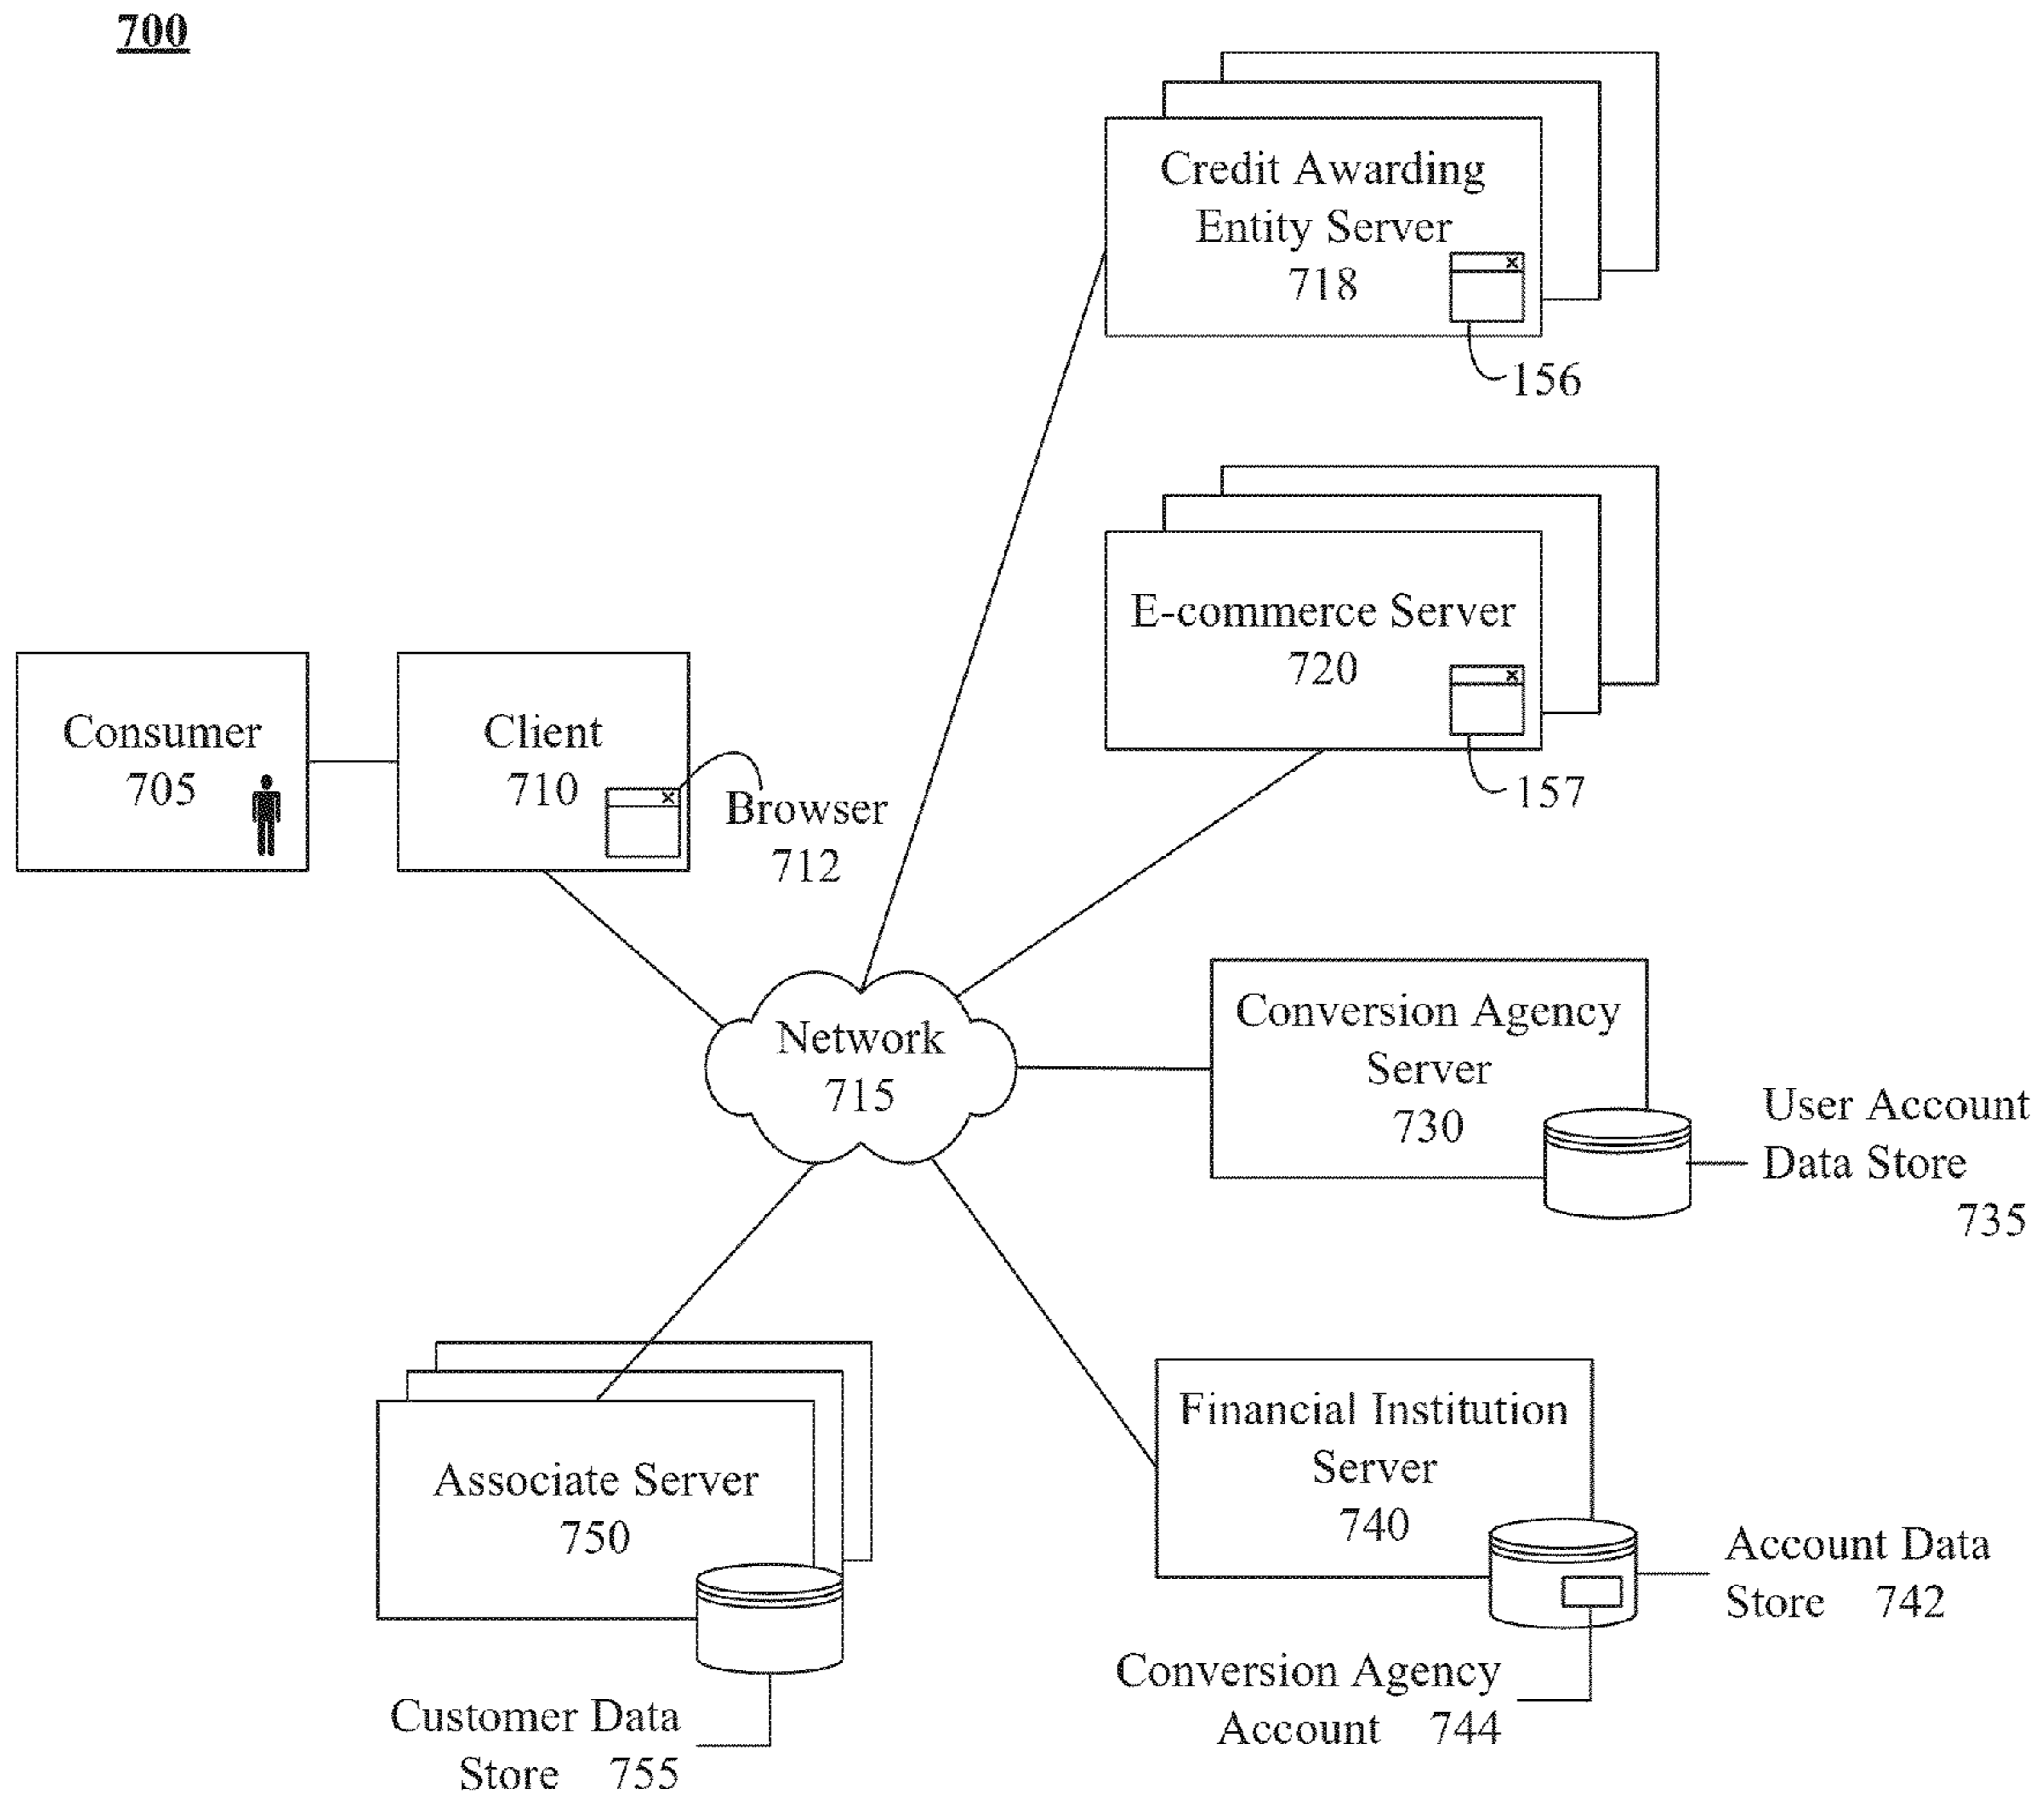 700
Credit Awarding
Entity Server
718
156
E-commerce Server
720
157
Consumer
705
Client
710
Browser
712
Network
715
Conversion Agency
Server
730
User Account
Data Store
735
Associate Server
750
Customer Data
Store 755
Financial Institution
Server
740
Account Data
Store 742
Conversion Agency
Account 744